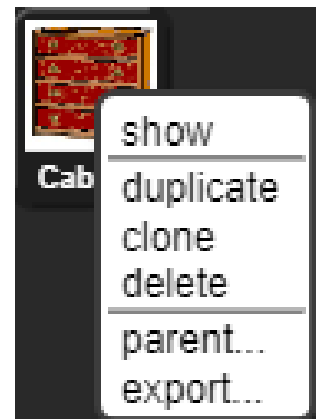 show
Cab
duplicate
clone
delete
parent...
export...